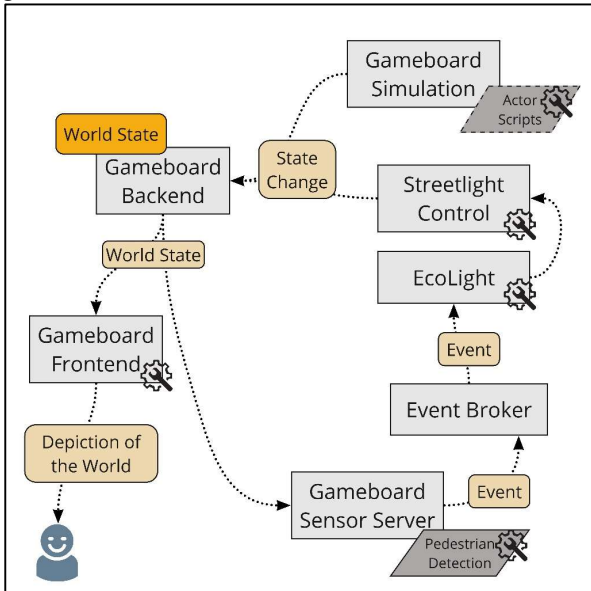 Gameboard
Simulation
Actor
Scripts
World State
Gameboard
Backend
State
Change
Streetlight
Control
World State
EcoLight
Gameboard
Frontend
Event
Event Broker
Depiction of
the World
Gameboard
Sensor Server
Event
Pedestrian
Detection